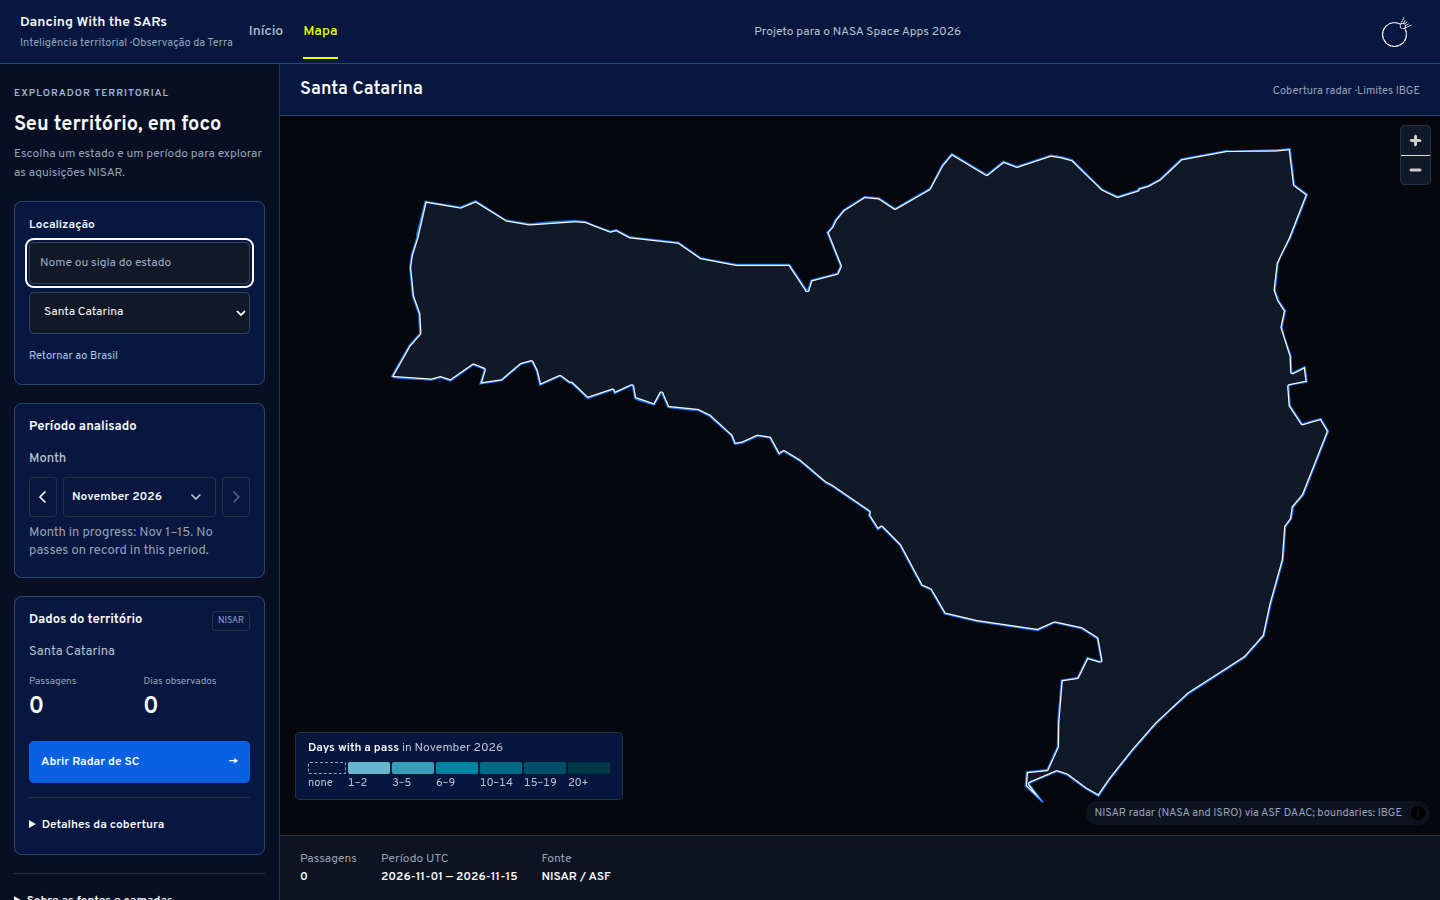 Dancing With the SARs
Inteligência territorial ·Observação da Terra
Início
Mapa
Projeto para o NASA Space Apps 2026
EXPLORADOR TERRITORIAL
Seu território, em foco
Escolha um estado e um período para explorar
as aquisições NISAR.
Localização
Nome ou sigla do estado
Santa Catarina
Retornar ao Brasil
Período analisado
Month
November 2026
Month in progress: Nov 1–15. No
passes on record in this period.
Dados do território
NISAR
Santa Catarina
Passagens
Dias observados
0
0
Abrir Radar de SC →
Detalhes da cobertura
Sobre as fontes e camadas
Santa Catarina
Cobertura radar ·Limites IBGE
+
−
Days with a pass in November 2026
none 1–2 3–5 6–9 10–14 15–19 20+
NISAR radar (NASA and ISRO) via ASF DAAC; boundaries: IBGE
Passagens
0
Período UTC
2026-11-01 — 2026-11-15
Fonte
NISAR / ASF